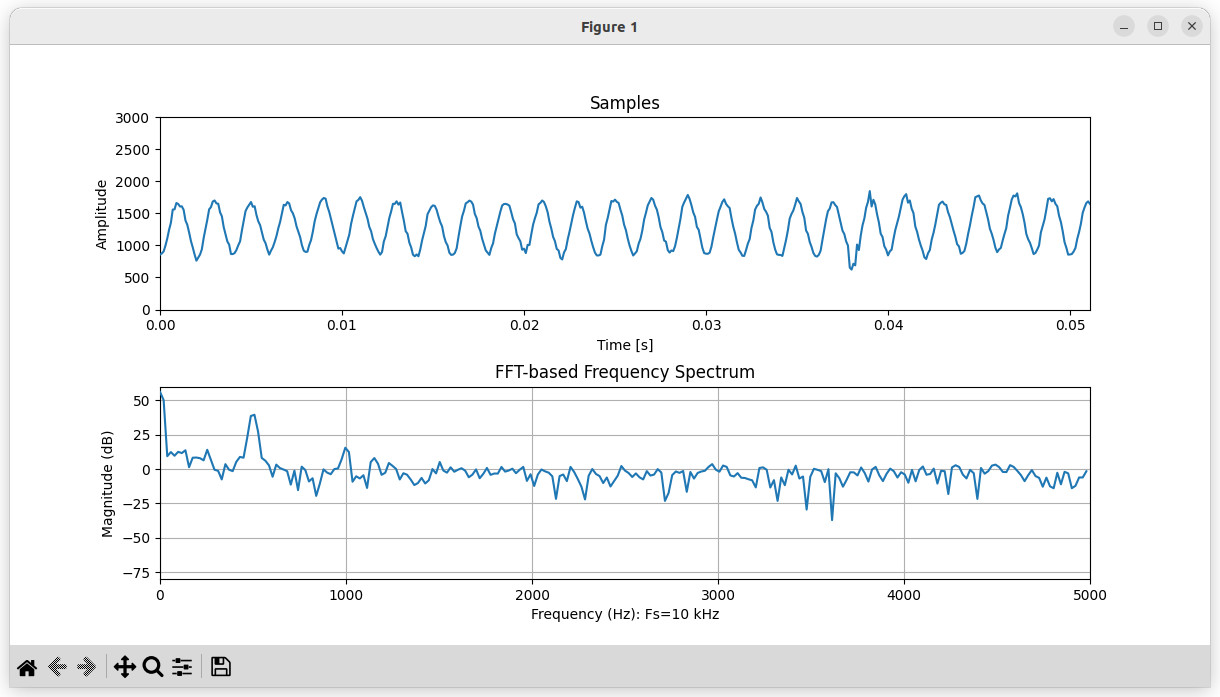 Figure 1
Samples
3000
2500
2000
1500
1000
500
0
Amplitude
0.00 0.01 0.02 0.03 0.04 0.05
Time [s]
FFT-based Frequency Spectrum
50
25
0
−25
−50
−75
Magnitude (dB)
0 1000 2000 3000 4000 5000
Frequency (Hz): Fs=10 kHz